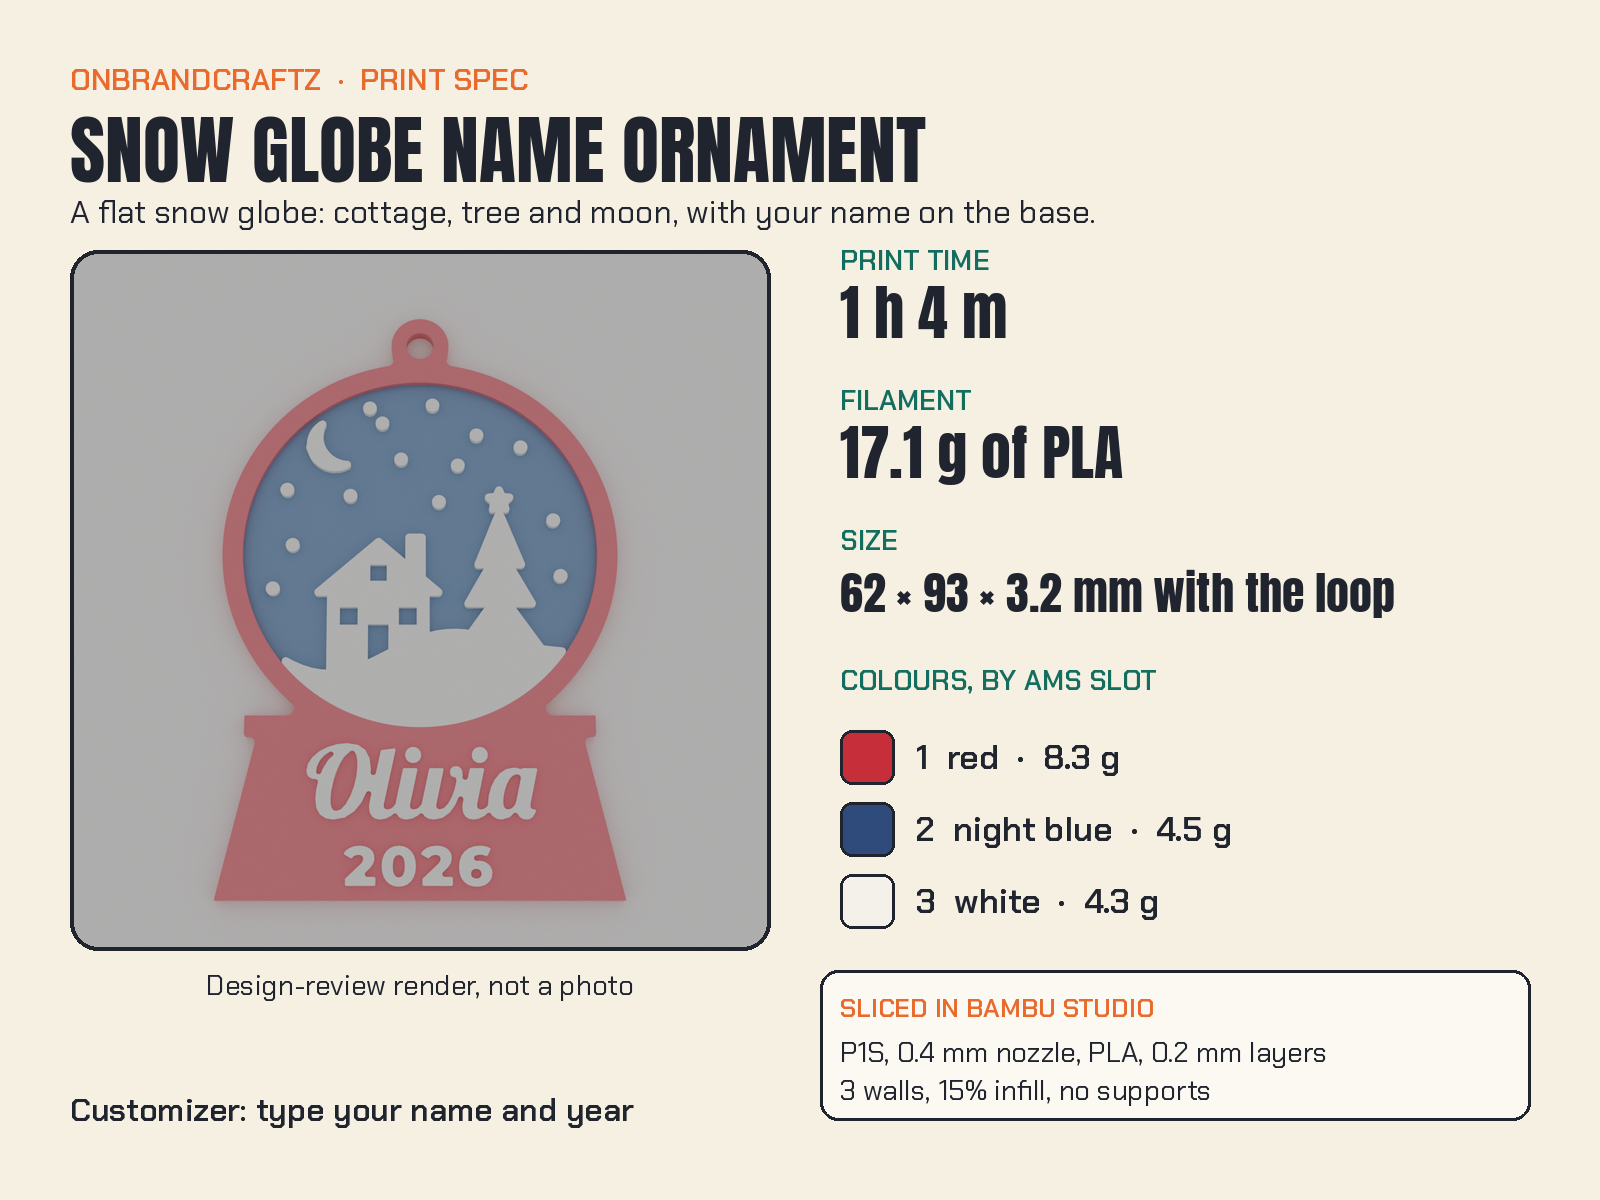 ONBRANDCRAFTZ · PRINT SPEC
SNOW GLOBE NAME ORNAMENT
A flat snow globe: cottage, tree and moon, with your name on the base.
Olivia
2026
Design-review render, not a photo
Customizer: type your name and year
PRINT TIME
1 h 4 m
FILAMENT
17.1 g of PLA
SIZE
62 × 93 × 3.2 mm with the loop
COLOURS, BY AMS SLOT
1 red · 8.3 g
2 night blue · 4.5 g
3 white · 4.3 g
SLICED IN BAMBU STUDIO
P1S, 0.4 mm nozzle, PLA, 0.2 mm layers
3 walls, 15% infill, no supports